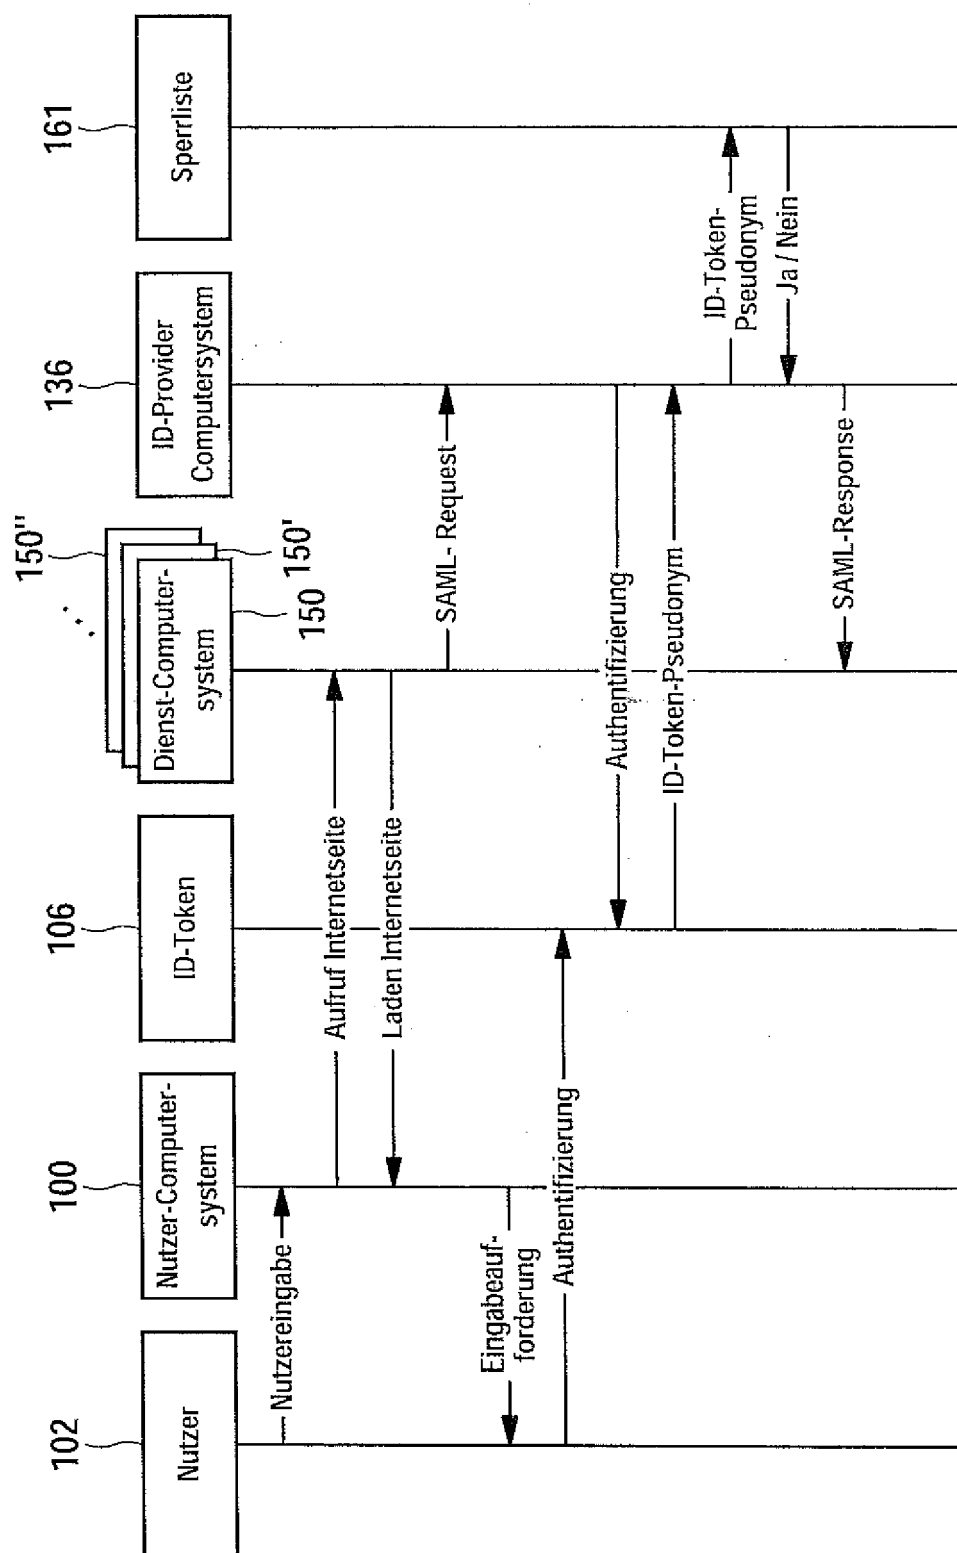 102
100
106
150''
150'
150
136
161
Nutzer
Nutzer-Computer-
system
ID-Token
Dienst-Computer-
system
ID-Provider
Computersystem
Sperrliste
Nutzereingabe
Aufruf Internetseite
Laden Internetseite
SAML- Request
Eingabeauf-
forderung
Authentifizierung
Authentifizierung
ID-Token-Pseudonym
ID-Token-
Pseudonym
Ja / Nein
SAML-Response